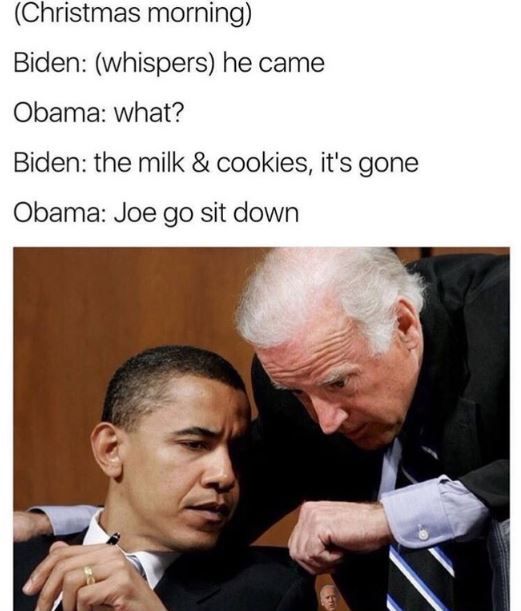 (Christmas morning)
Biden: (whispers) he came
Obama: what?
Biden: the milk & cookies, it's gone
Obama: Joe go sit down